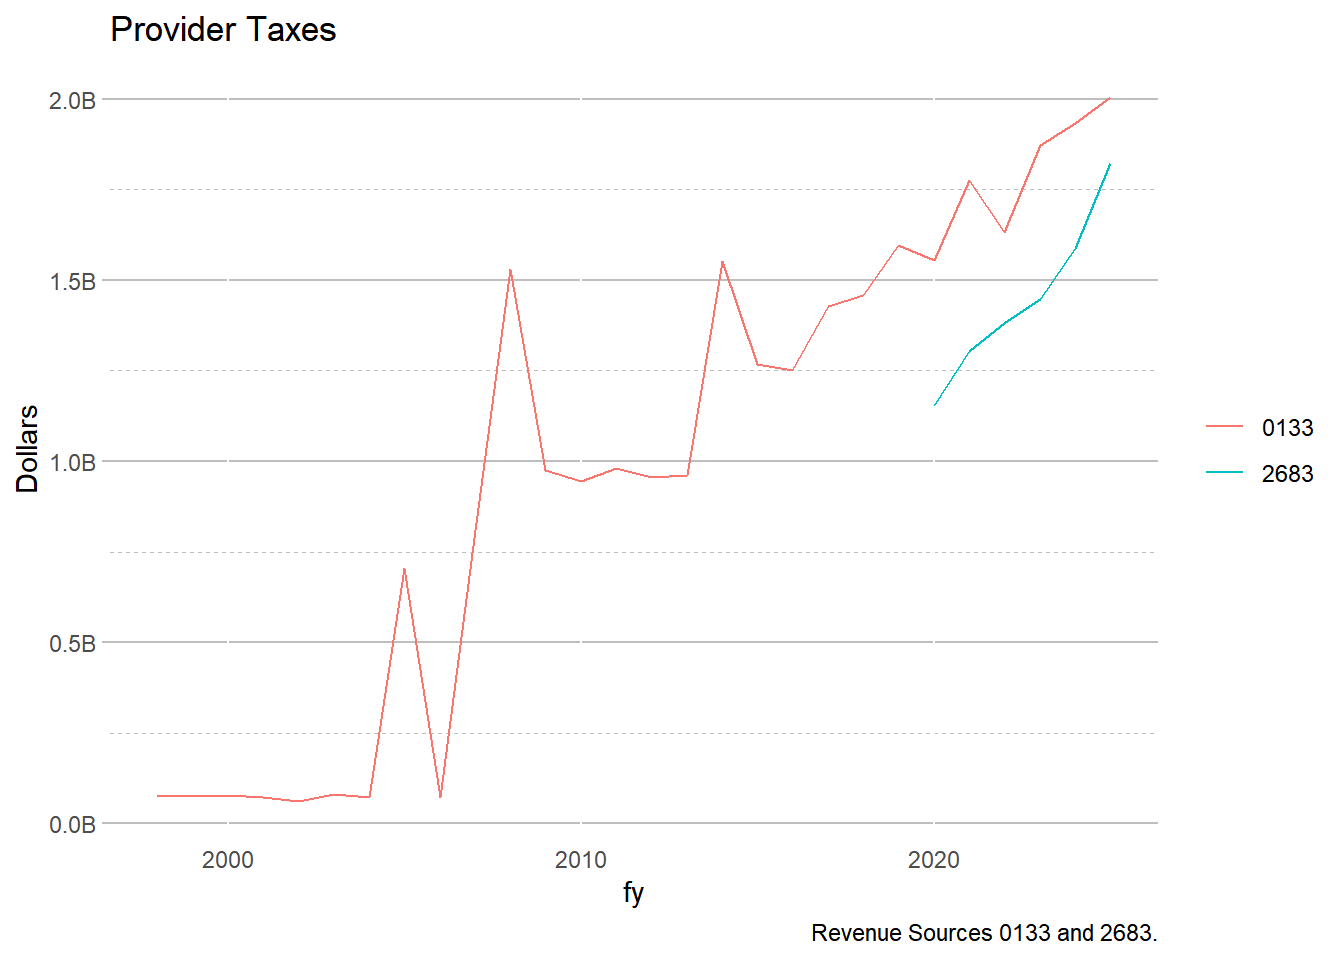 Provider Taxes
2.0B
1.5B
1.0B
0.5B
0.0B
Dollars
2000 2010 2020
fy
0133
2683
Revenue Sources 0133 and 2683.